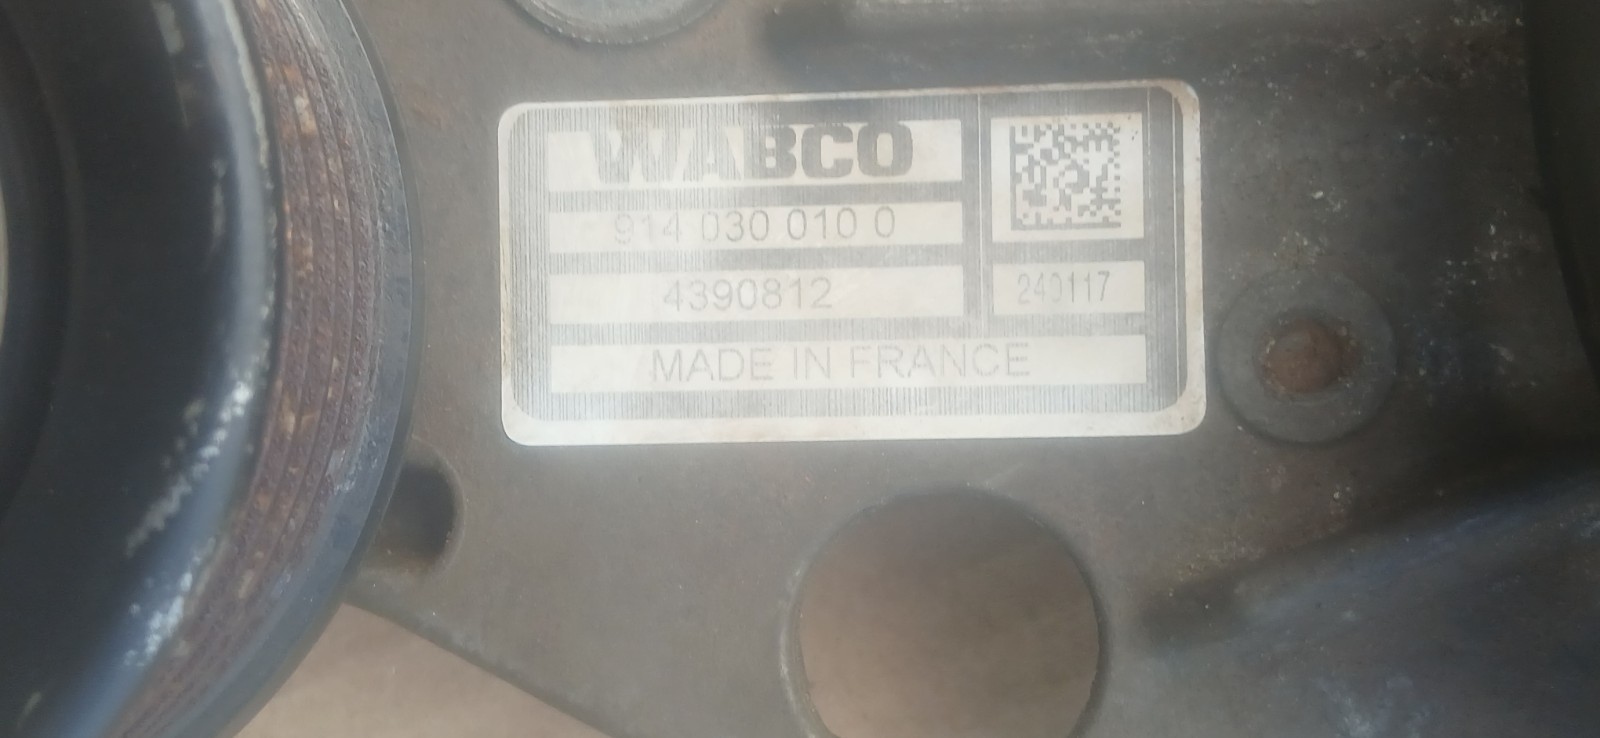 WABCO
914 030 010 0
4390812
240117
MADE IN FRANCE